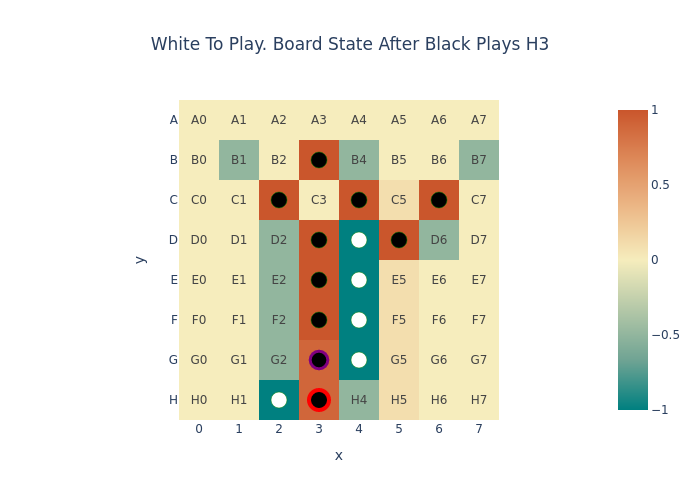 White To Play. Board State After Black Plays H3
A A0 A1 A2 A3 A4 A5 A6 A7
B B0 B1 B2 B4 B5 B6 B7
C C0 C1 C3 C5 C7
D D0 D1 D2 D6 D7
E E0 E1 E2 E5 E6 E7
F F0 F1 F2 F5 F6 F7
G G0 G1 G2 G5 G6 G7
H H0 H1 H4 H5 H6 H7
0 1 2 3 4 5 6 7
x
y
1
0.5
0
−0.5
−1